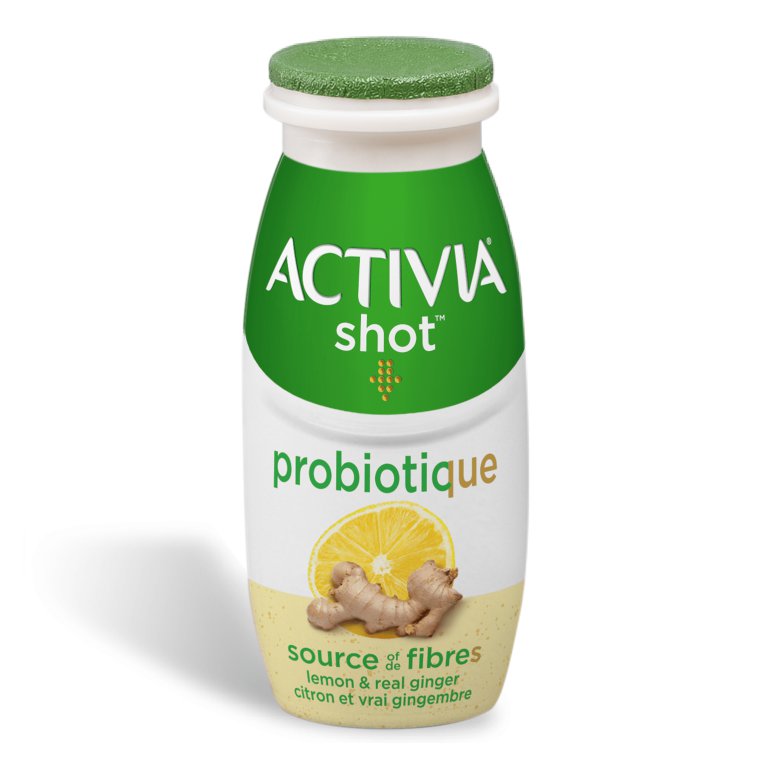 ACTIVIA®
shot™
probiotique
source of de fibres
lemon & real ginger
citron et vrai gingembre